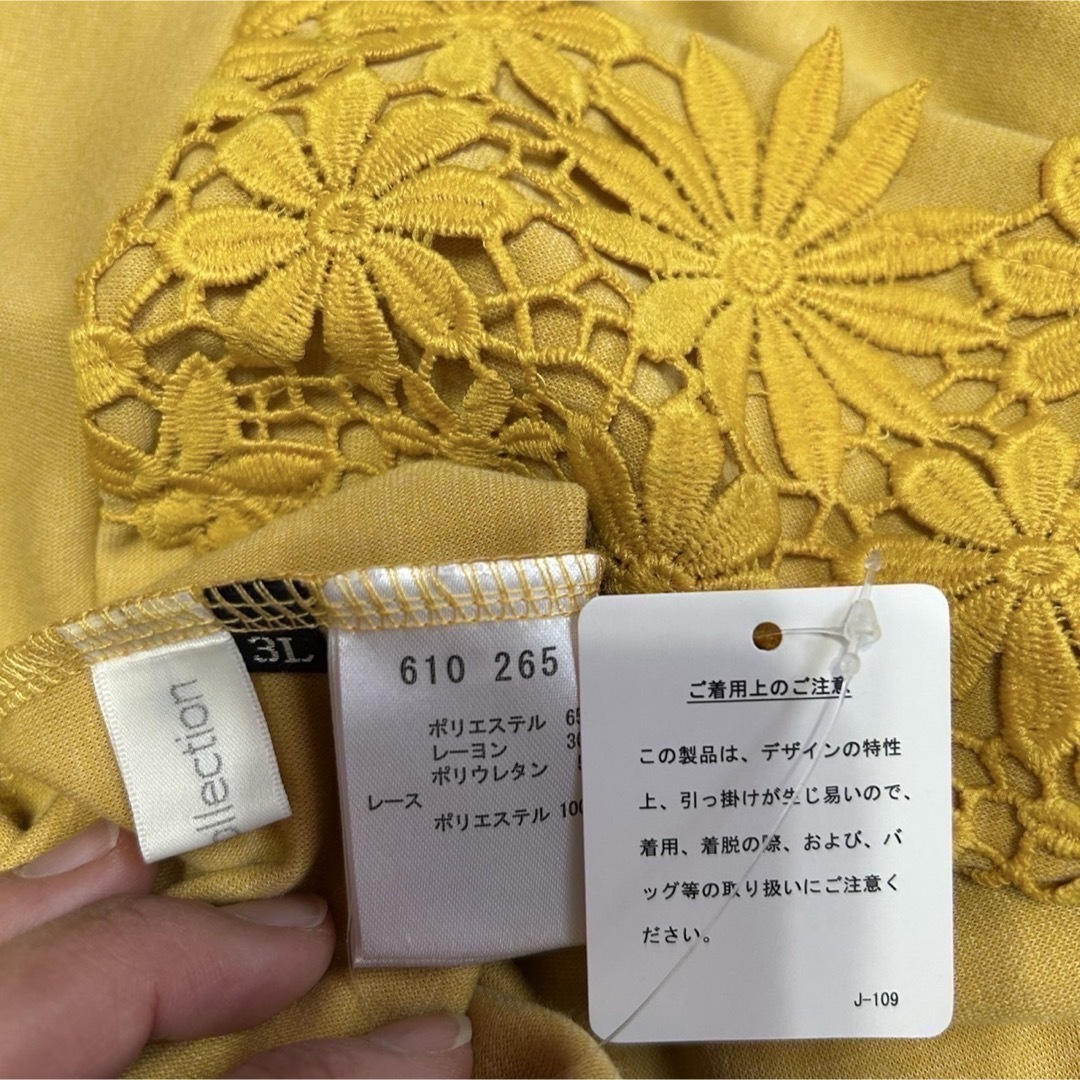 3L
610 265
ポリエステル 65
レーヨン
ポリウレタン
レース
ポリエステル 100
ご着用上のご注意
この製品は、デザインの特性
上、引っ掛けが生じ易いので、
着用、着脱の際、および、バ
ッグ等の取り扱いにご注意く
ださい。
J-109